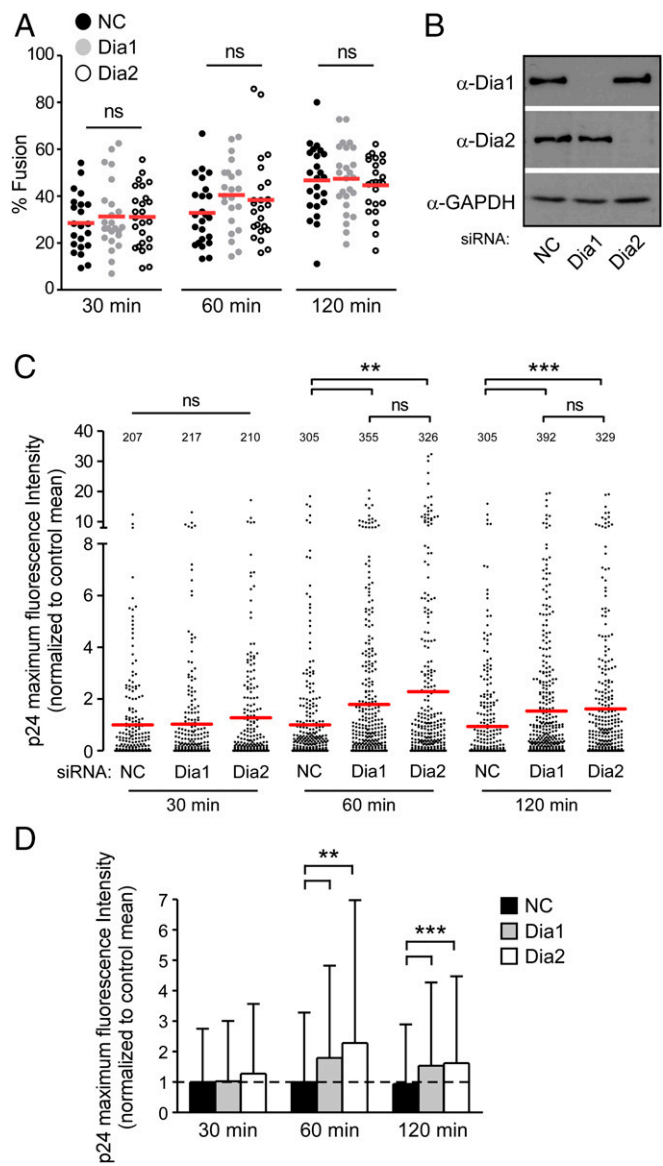 A
NC
Dia1
Dia2
ns
ns
ns
100
80
60
40
20
0
% Fusion
30 min
60 min
120 min
B
α-Dia1
α-Dia2
α-GAPDH
siRNA:
NC
Dia1
Dia2
C
**
***
ns
ns
ns
207
217
210
305
355
326
305
392
329
40
30
20
10
8
6
4
2
0
p24 maximum fluorescence Intensity
(normalized to control mean)
siRNA: NC Dia1 Dia2 NC Dia1 Dia2 NC Dia1 Dia2
30 min
60 min
120 min
D
**
***
7
6
5
4
3
2
1
0
p24 maximum fluorescence Intensity
(normalized to control mean)
NC
Dia1
Dia2
30 min
60 min
120 min